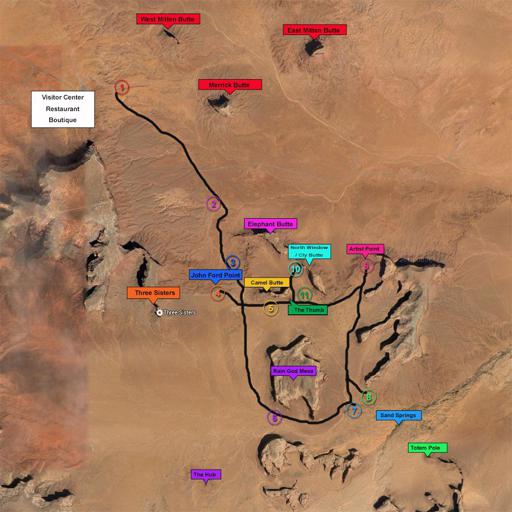 West Mitten Butte
East Mitten Butte
Merrick Butte
1
Visitor Center
Restaurant
Boutique
2
Elephant Butte
North Window
/ Cly Butte
Artist Point
3
10
9
John Ford Point
Camel Butte
Three Sisters
4
11
5
The Thumb
Three Sisters
Rain God Mesa
8
7
6
Sand Springs
Totem Pole
The Hub